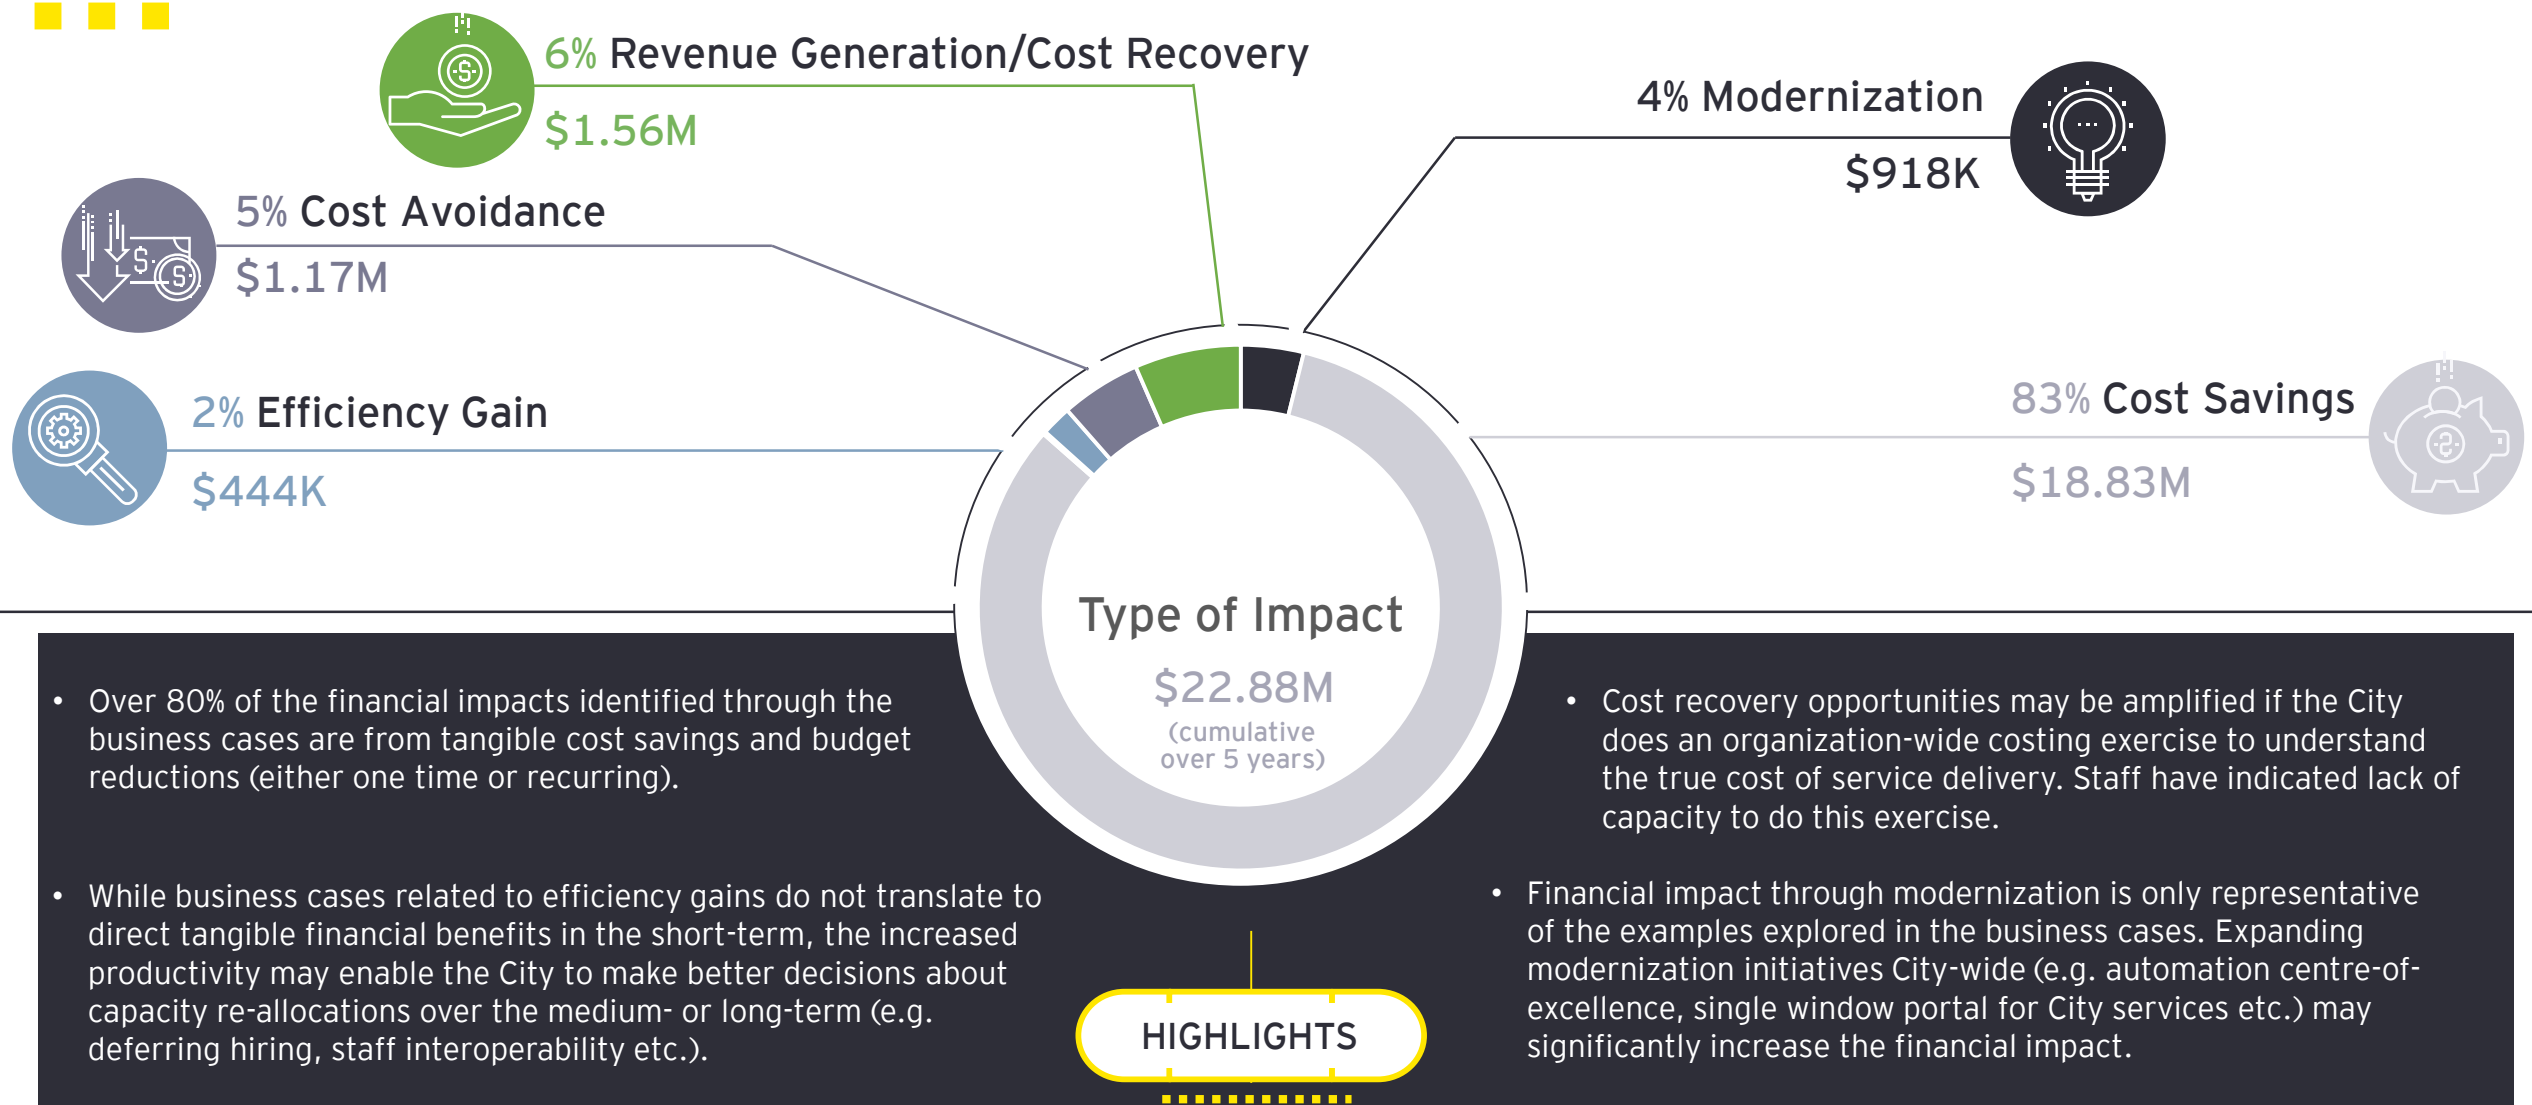 6% Revenue Generation/Cost Recovery
$1.56M
4% Modernization
$918K
5% Cost Avoidance
$1.17M
2% Efficiency Gain
$444K
83% Cost Savings
$18.83M
Type of Impact
$22.88M
(cumulative
over 5 years)
• Over 80% of the financial impacts identified through the
business cases are from tangible cost savings and budget
reductions (either one time or recurring).
• While business cases related to efficiency gains do not translate to
direct tangible financial benefits in the short-term, the increased
productivity may enable the City to make better decisions about
capacity re-allocations over the medium- or long-term (e.g.
deferring hiring, staff interoperability etc.).
• Cost recovery opportunities may be amplified if the City
does an organization-wide costing exercise to understand
the true cost of service delivery. Staff have indicated lack of
capacity to do this exercise.
• Financial impact through modernization is only representative
of the examples explored in the business cases. Expanding
modernization initiatives City-wide (e.g. automation centre-of-
excellence, single window portal for City services etc.) may
significantly increase the financial impact.
HIGHLIGHTS